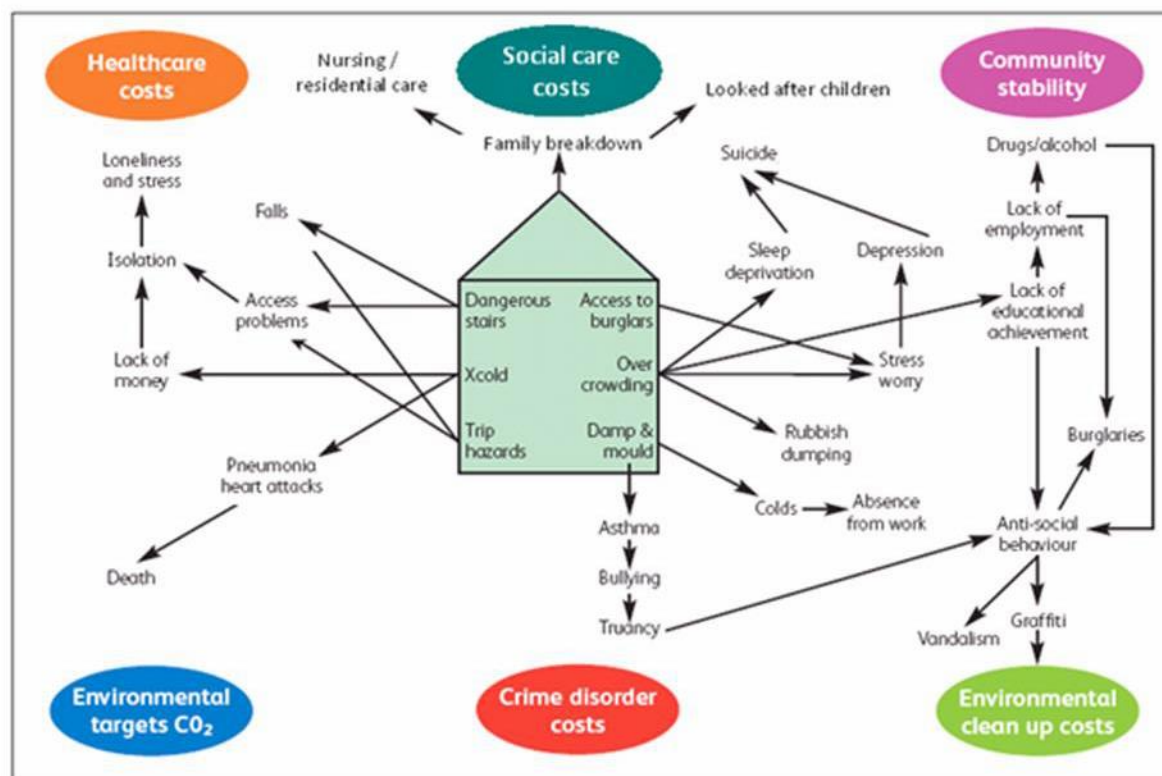 Healthcare
costs
Nursing /
residential care
Social care
costs
Looked after children
Community
stability
Family breakdown
Drugs/alcohol
Loneliness
and stress
Suicide
Falls
Lack of
employment
Isolation
Sleep
deprivation
Depression
Access
problems
Dangerous
stairs
Access to
burglars
Lack of
educational
achievement
Lack of
money
Xcold
Over
crowding
Stress
worry
Trip
hazards
Damp &
mould
Rubbish
dumping
Burglaries
Pneumonia
heart attacks
Colds
Absence
from work
Asthma
Anti-social
behaviour
Death
Bullying
Truancy
Graffiti
Vandalism
Environmental
targets C0₂
Crime disorder
costs
Environmental
clean up costs